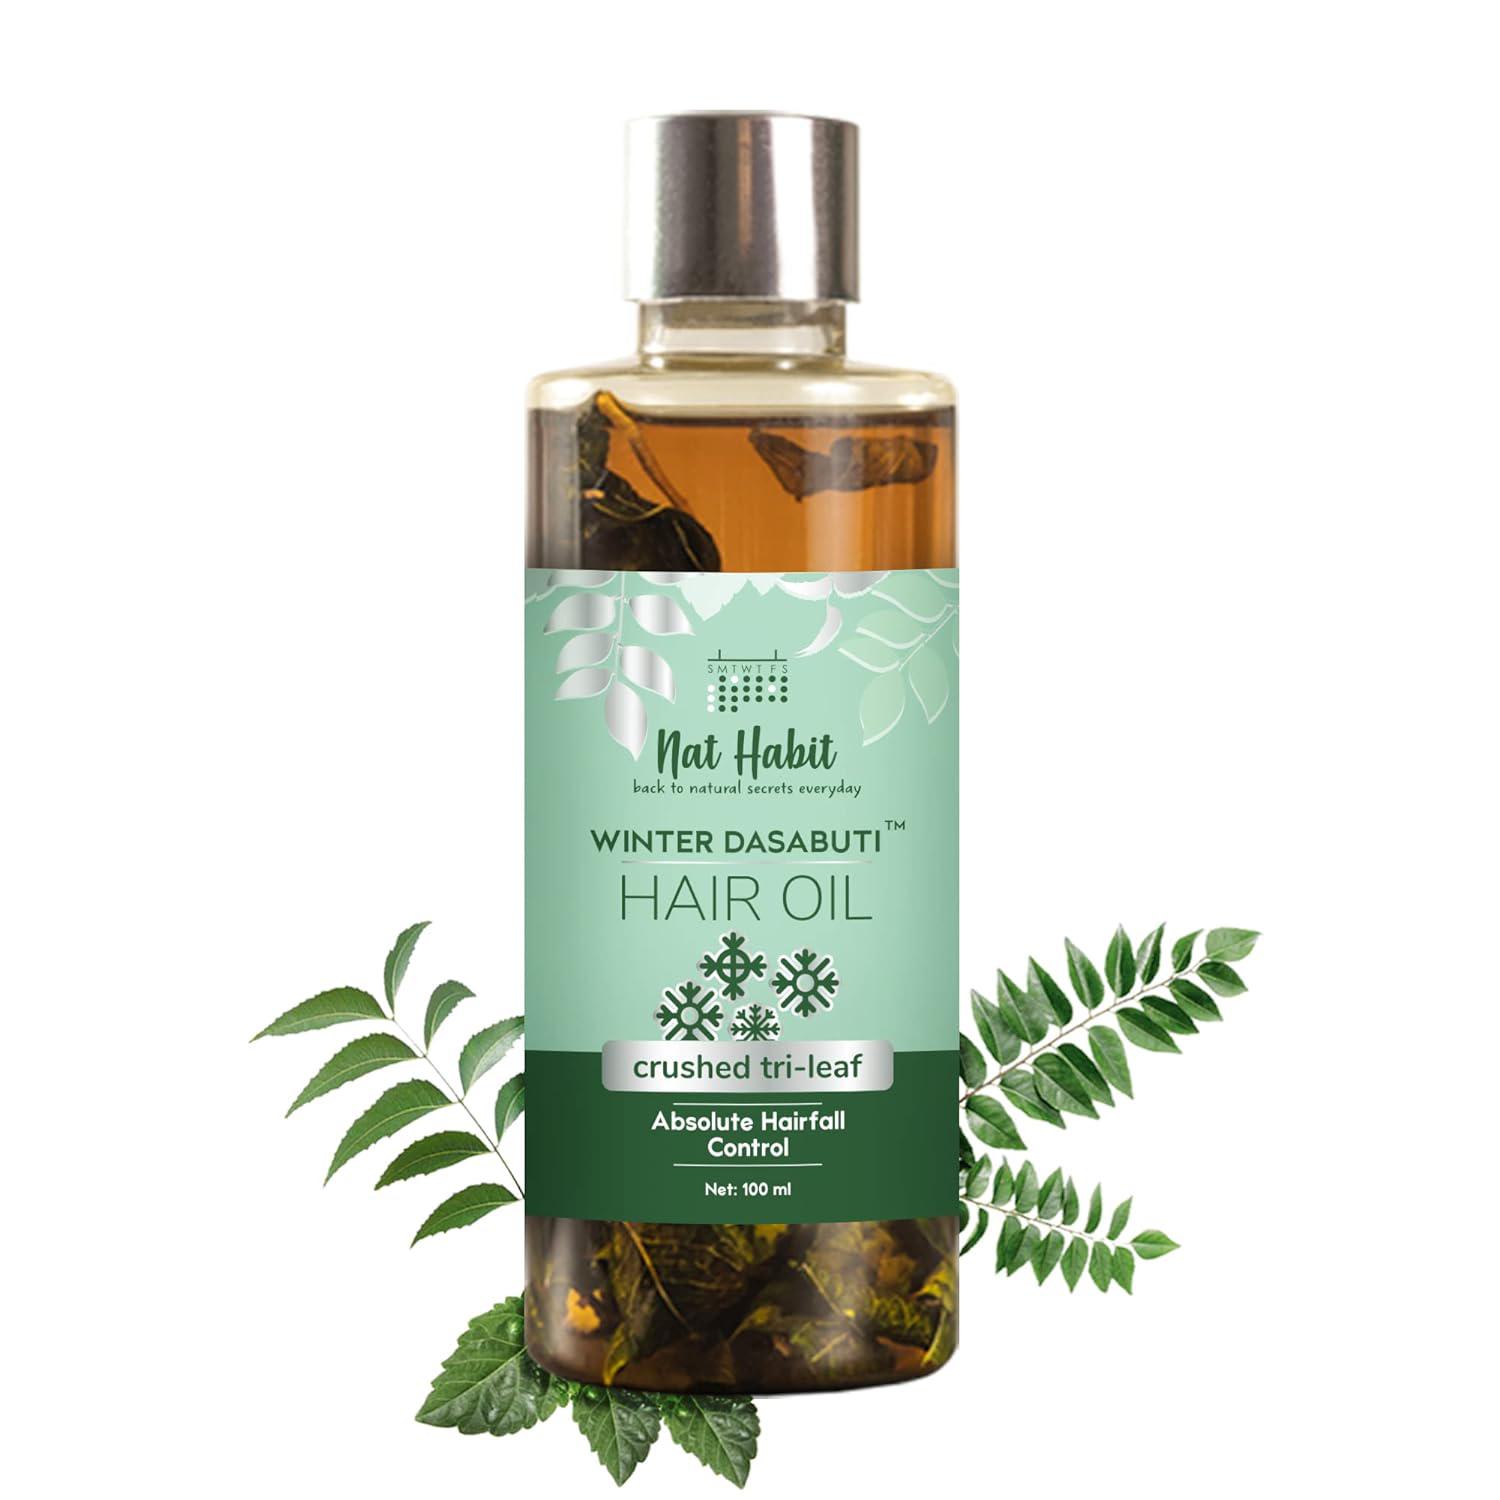 SMTWTFS
Nat Habit
back to natural secrets everyday
WINTER DASABUTI™
HAIR OIL
crushed tri-leaf
Absolute Hairfall
Control
Net: 100 ml